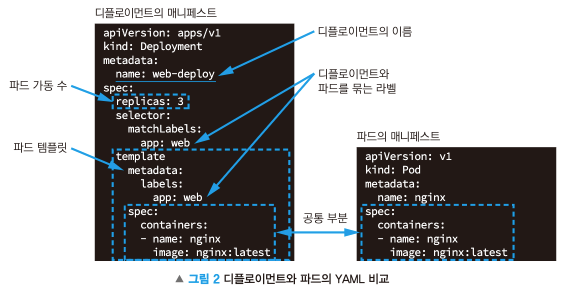 디플로이먼트의 매니페스트
apiVersion: apps/v1
kind: Deployment
metadata:
name: web-deploy
spec:
replicas: 3
selector:
matchLabels:
app: web
template
metadata:
labels:
app: web
spec:
containers:
- name: nginx
image: nginx:latest
디플로이먼트의 이름
디플로이먼트와
파드를 묶는 라벨
파드 가동 수
파드 템플릿
공통 부분
파드의 매니페스트
apiVersion: v1
kind: Pod
metadata:
name: nginx
spec:
containers:
- name: nginx
image: nginx:latest
▲ 그림 2 디플로이먼트와 파드의 YAML 비교